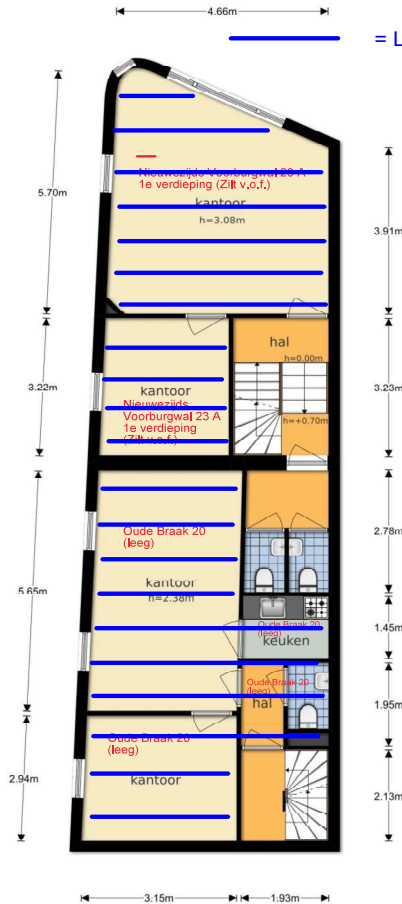 4.66m
= L
5.70m
Nieuwezijds Voorburgwal 23 A
1e verdieping (Zilt v.o.f.)
kantoor
h=3.08m
3.91m
3.22m
hal
h=0.00m
3.23m
kantoor
Nieuwezijds
Voorburgwal 23 A
1e verdieping
(Zilt v.o.f.)
h=+0.70m
5.65m
2.78m
Oude Braak 20
(leeg)
kantoor
h=2.38m
Oude Braak 20
(leeg)
keuken
1.45m
Oude Braak 20
(leeg)
hal
1.95m
2.94m
Oude Braak 20
(leeg)
kantoor
2.13m
3.15m
1.93m